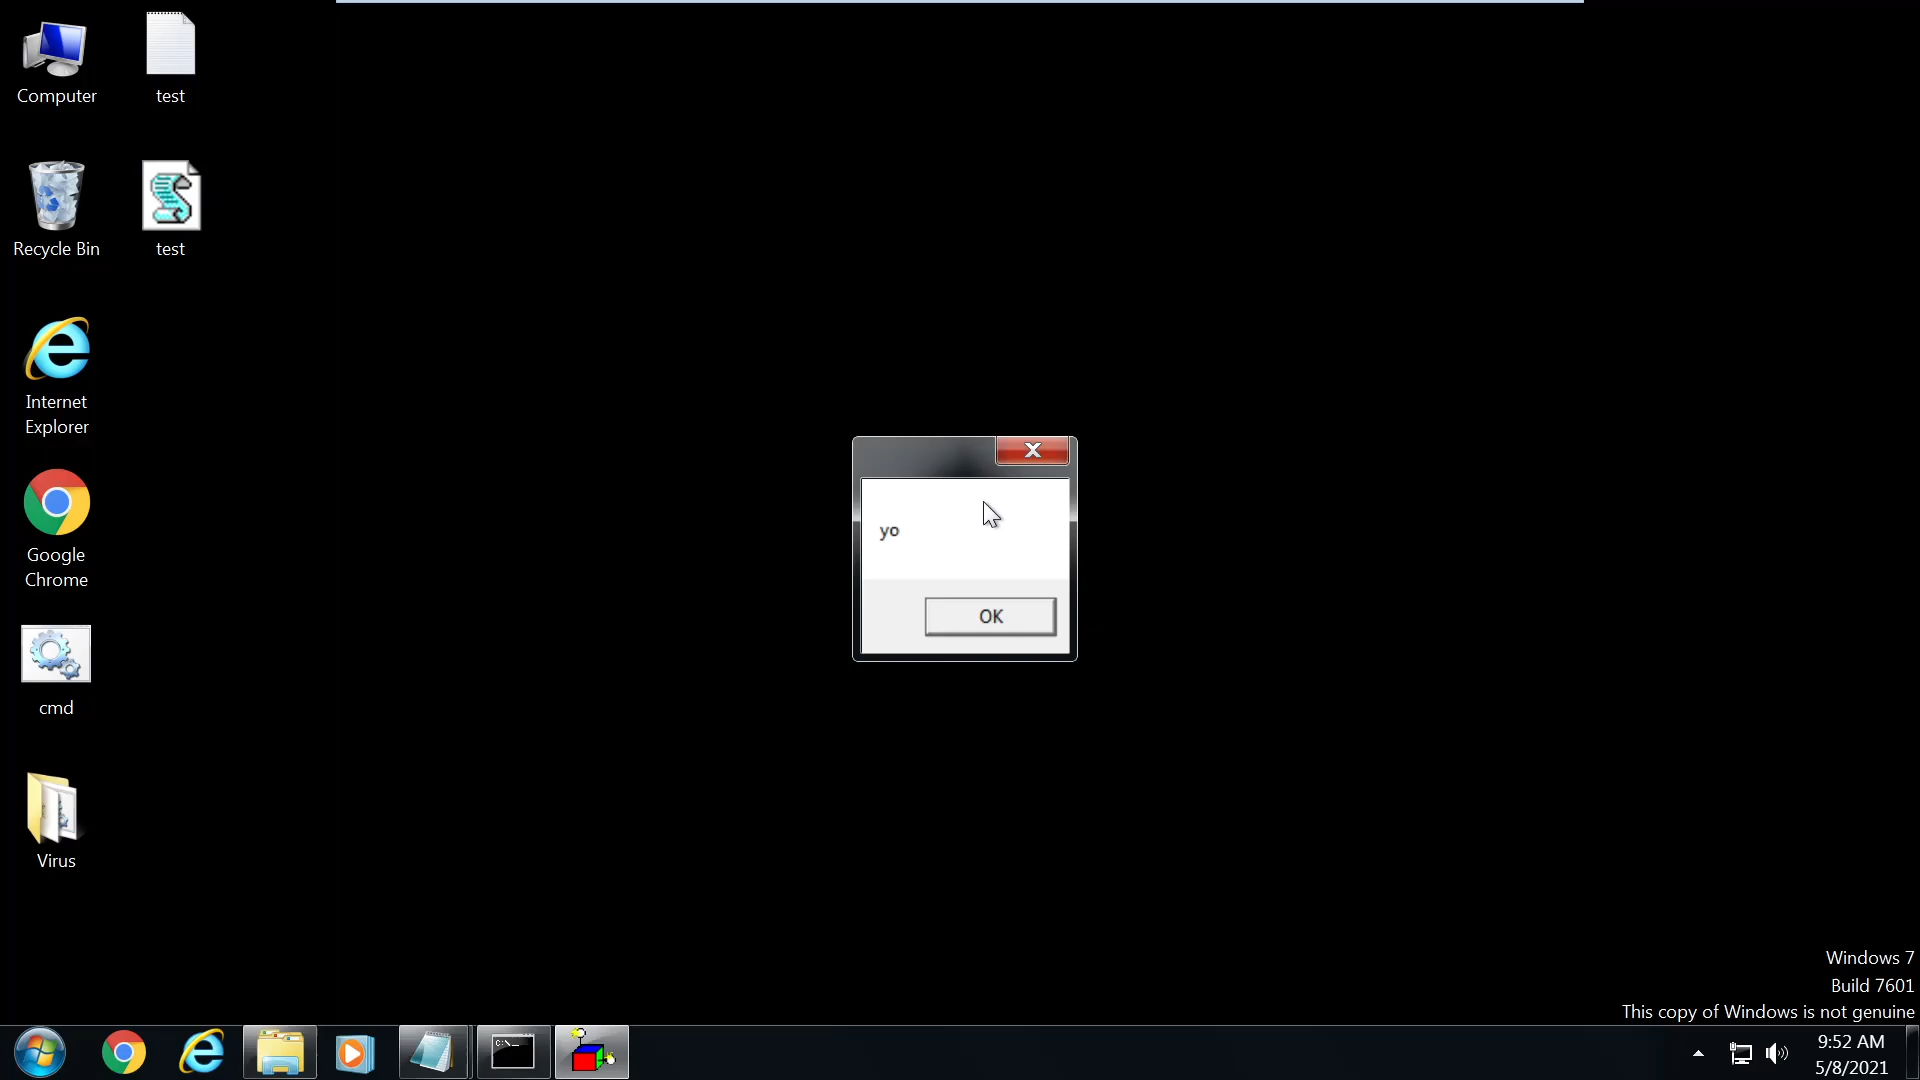 Computer
test
Recycle Bin
test
Internet
Explorer
Google
Chrome
cmd
Virus
yo
OK
Windows 7
Build 7601
This copy of Windows is not genuine
C:\._
9:52 AM
5/8/2021